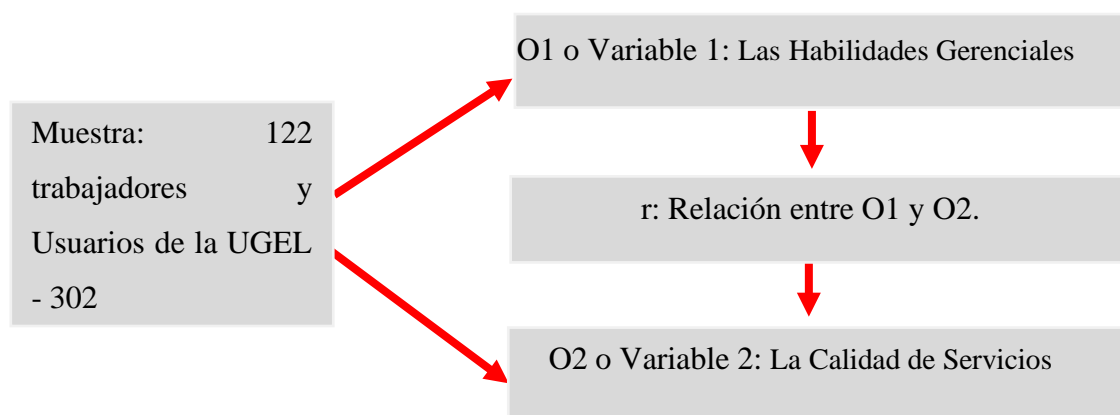 O1 o Variable 1: Las Habilidades Gerenciales
Muestra: 122
trabajadores y
Usuarios de la UGEL
- 302
r: Relación entre O1 y O2.
O2 o Variable 2: La Calidad de Servicios